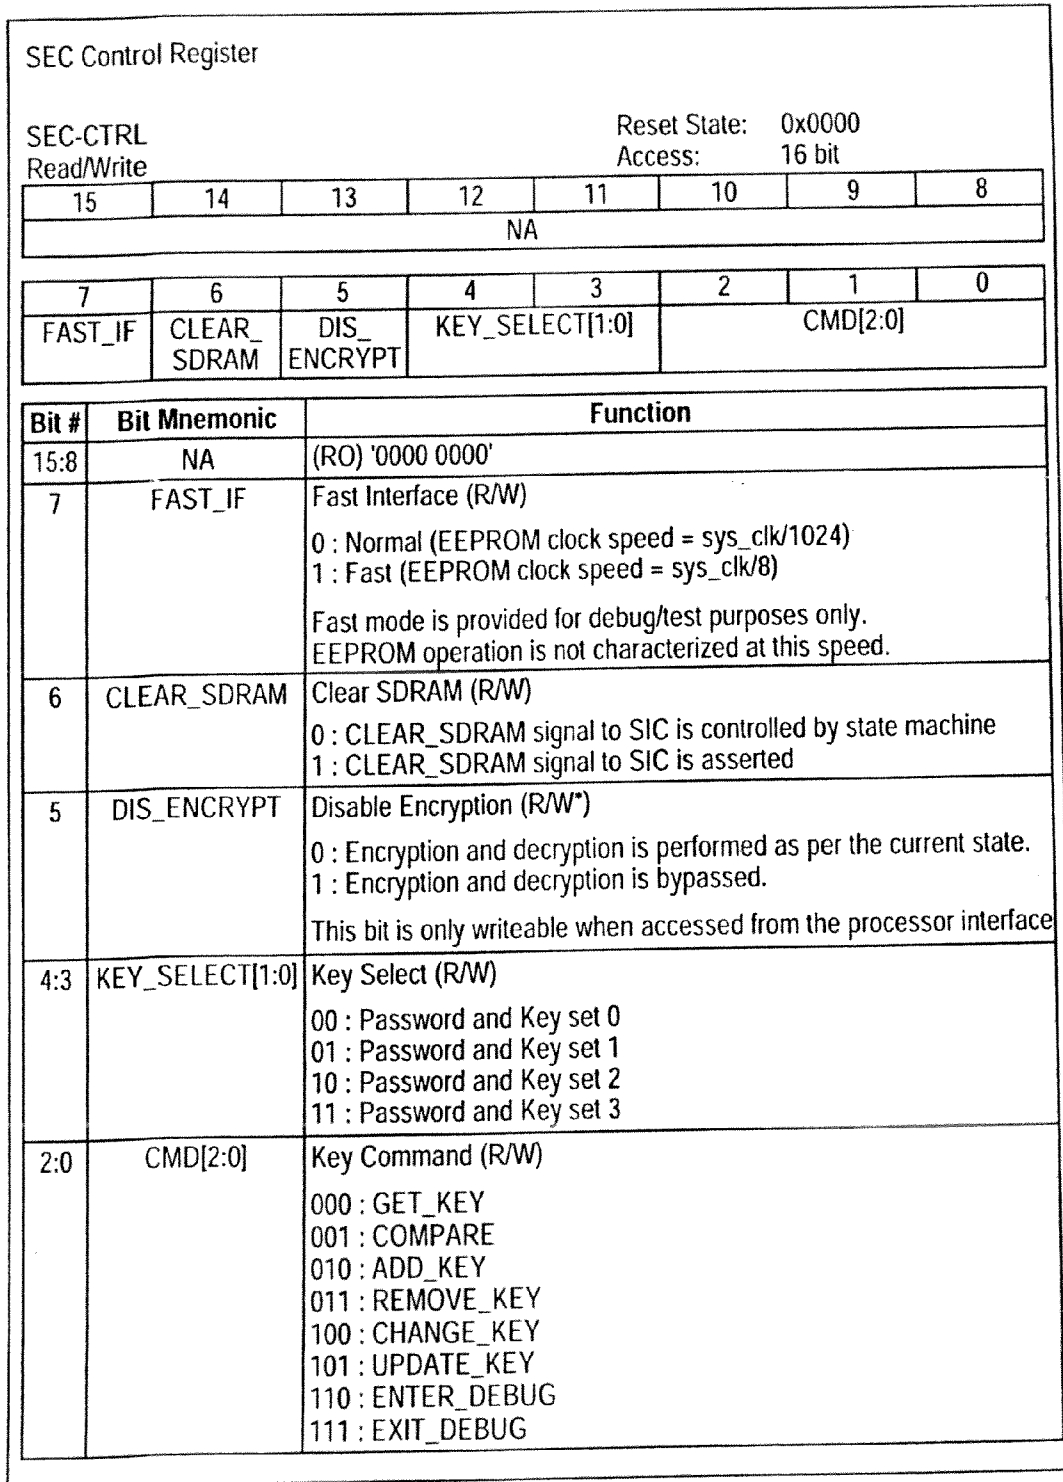 SEC Control Register
SEC-CTRL
Read/Write
Reset State: 0x0000
Access: 16 bit
15 14 13 12 11 10 9 8
NA
7 6 5 4 3 2 1 0
FAST_IF CLEAR_ DIS_ KEY_SELECT[1:0] CMD[2:0]
SDRAM ENCRYPT
Bit # Bit Mnemonic Function
15:8 NA (RO) '0000 0000'
7 FAST_IF Fast Interface (R/W)
0 : Normal (EEPROM clock speed = sys_clk/1024)
1 : Fast (EEPROM clock speed = sys_clk/8)
Fast mode is provided for debug/test purposes only.
EEPROM operation is not characterized at this speed.
6 CLEAR_SDRAM Clear SDRAM (R/W)
0 : CLEAR_SDRAM signal to SIC is controlled by state machine
1 : CLEAR_SDRAM signal to SIC is asserted
5 DIS_ENCRYPT Disable Encryption (R/W*)
0 : Encryption and decryption is performed as per the current state.
1 : Encryption and decryption is bypassed.
This bit is only writeable when accessed from the processor interface
4:3 KEY_SELECT[1:0] Key Select (R/W)
00 : Password and Key set 0
01 : Password and Key set 1
10 : Password and Key set 2
11 : Password and Key set 3
2:0 CMD[2:0] Key Command (R/W)
000 : GET_KEY
001 : COMPARE
010 : ADD_KEY
011 : REMOVE_KEY
100 : CHANGE_KEY
101 : UPDATE_KEY
110 : ENTER_DEBUG
111 : EXIT_DEBUG